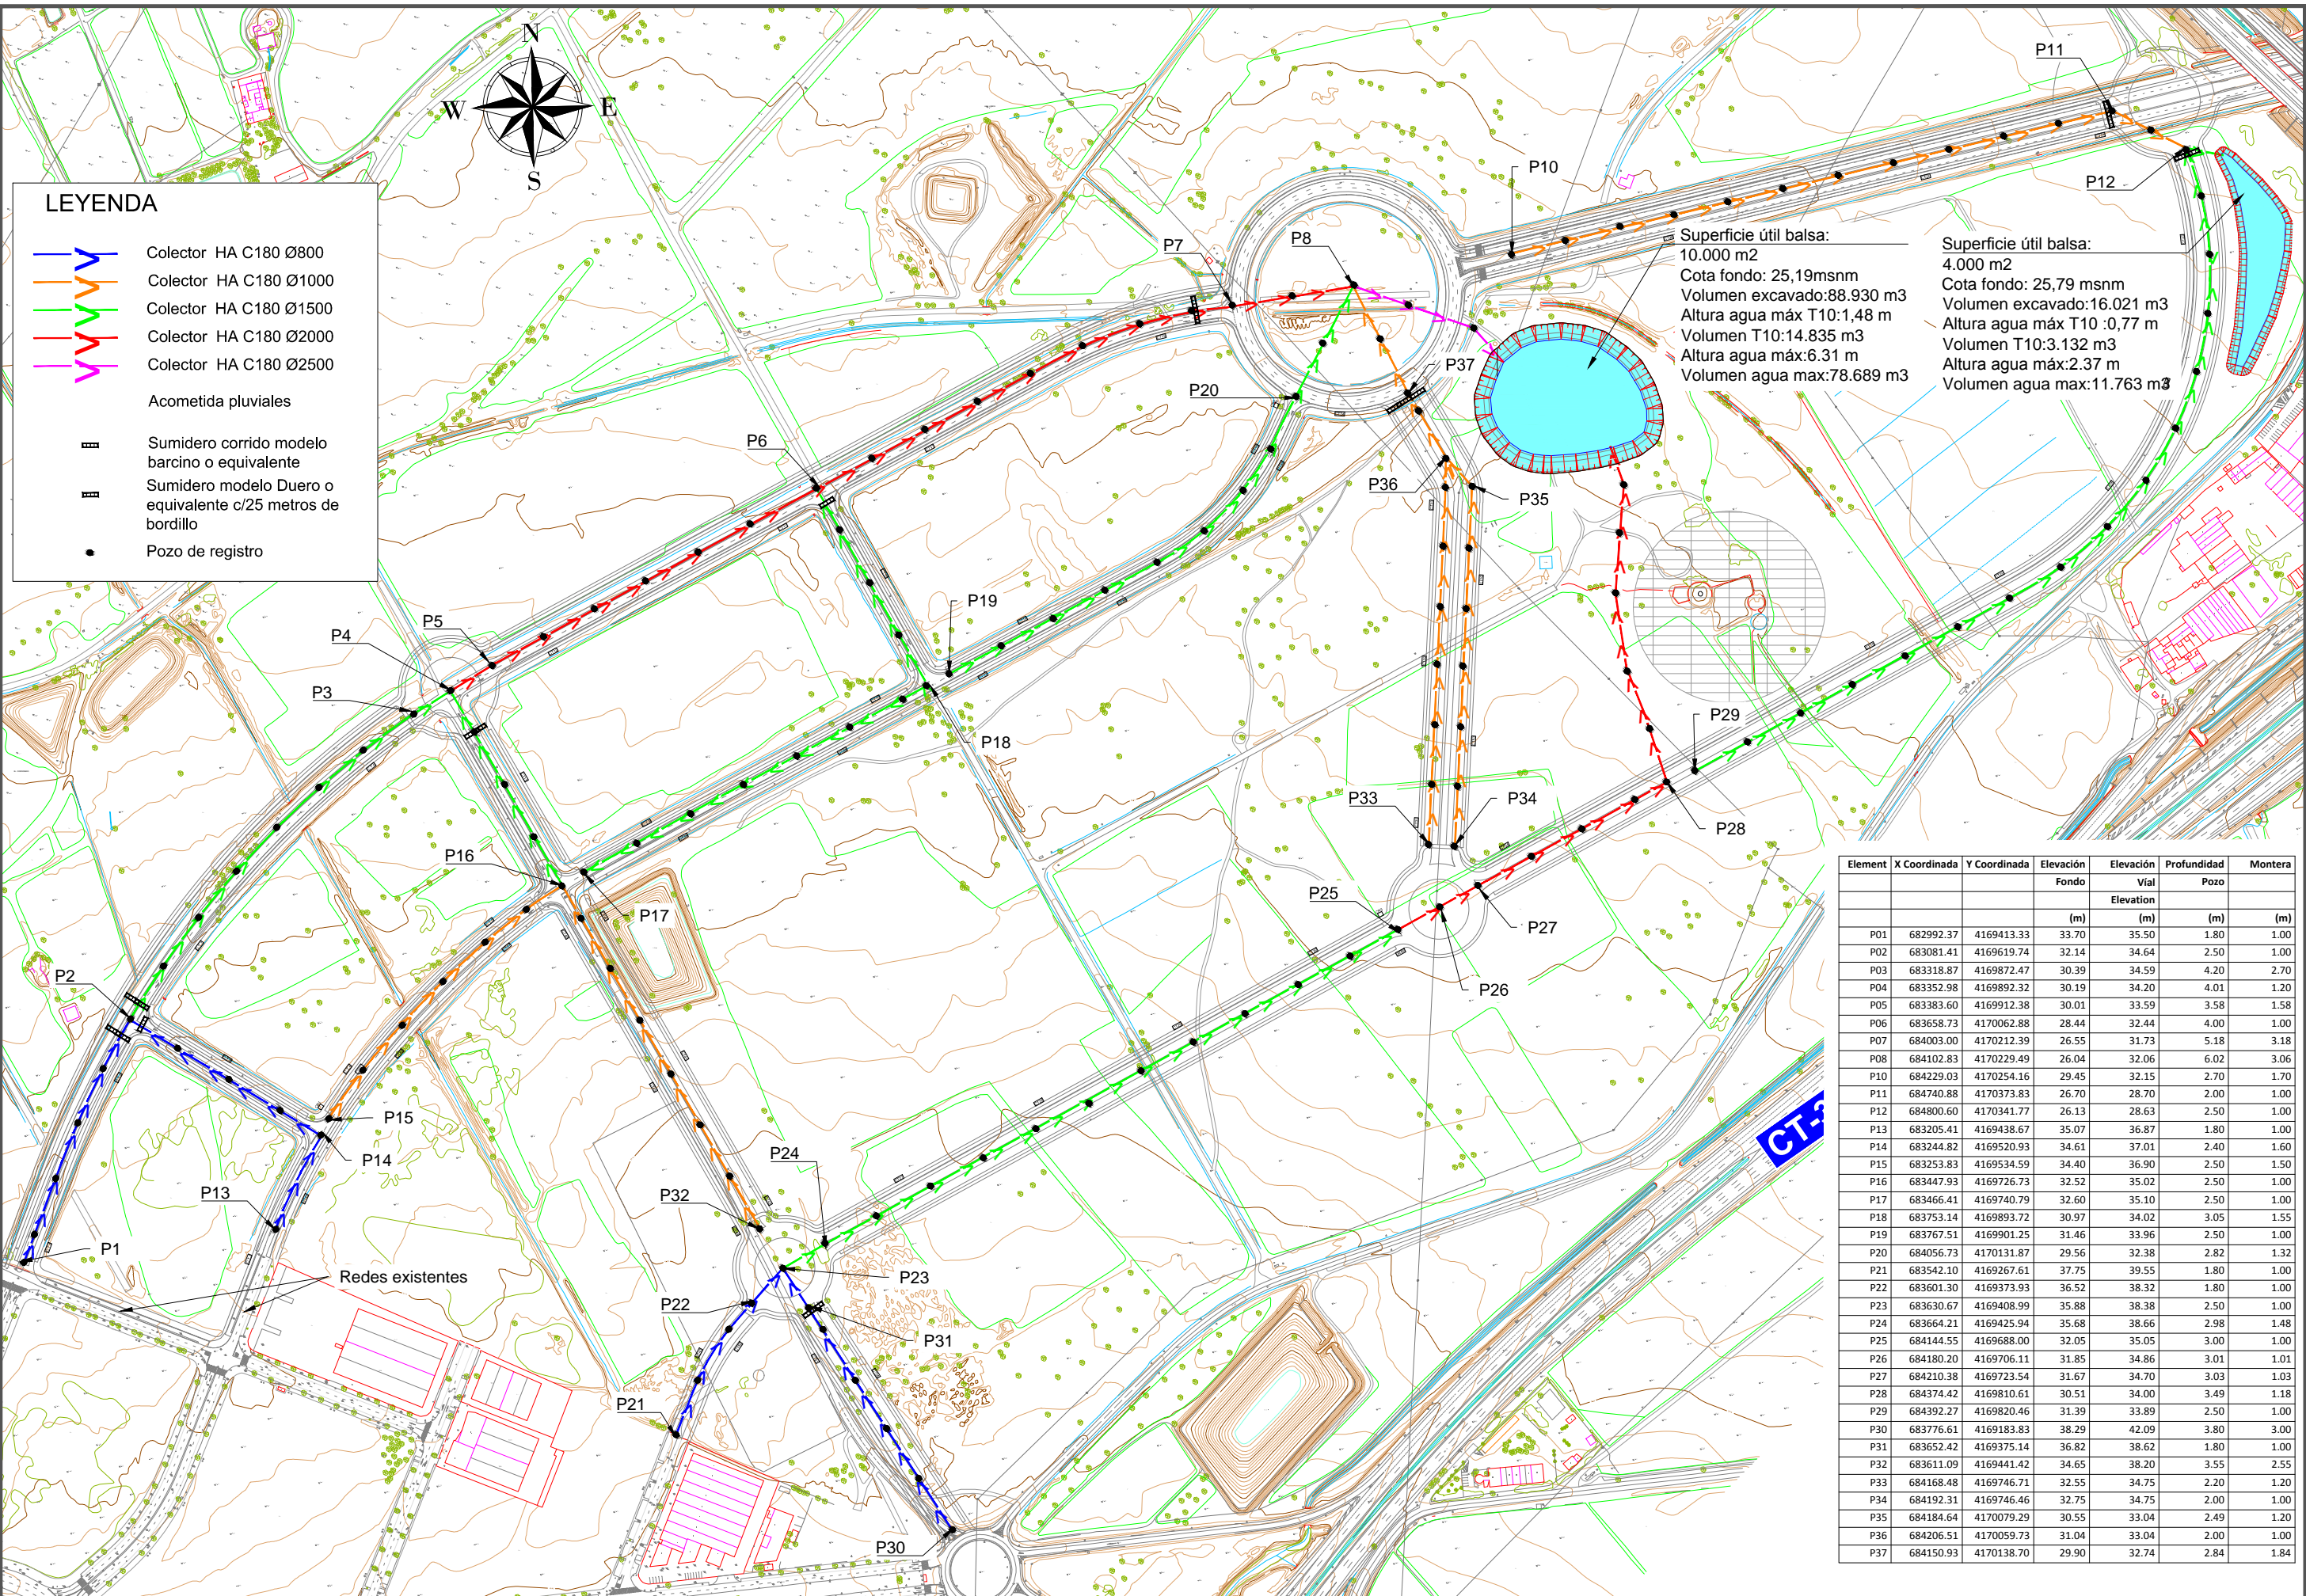 N
W
E
S
LEYENDA
Colector HA C180 Ø800
Colector HA C180 Ø1000
Colector HA C180 Ø1500
Colector HA C180 Ø2000
Colector HA C180 Ø2500
Acometida pluviales
Sumidero corrido modelo
barcino o equivalente
Sumidero modelo Duero o
equivalente c/25 metros de
bordillo
Pozo de registro
P11
P10
P12
P7
P8
Superficie útil balsa:
10.000 m2
Cota fondo: 25,19msnm
Volumen excavado:88.930 m3
Altura agua máx T10:1,48 m
Volumen T10:14.835 m3
Altura agua máx:6.31 m
Volumen agua max:78.689 m3
Superficie útil balsa:
4.000 m2
Cota fondo: 25,79 msnm
Volumen excavado:16.021 m3
Altura agua máx T10 :0,77 m
Volumen T10:3.132 m3
Altura agua máx:2.37 m
Volumen agua max:11.763 m3
P37
P20
P6
P36
P35
P19
P5
P4
P3
P18
P29
P33
P34
P28
P16
P17
P25
P27
P26
P2
P15
P14
P24
P13
P32
P1
Redes existentes
P23
P22
P31
P21
P30
CT-
Element X Coordinada Y Coordinada Elevación Elevación Profundidad Montera
Fondo Víal Pozo
Elevation
(m) (m) (m) (m)
P01 682992.37 4169413.33 33.70 35.50 1.80 1.00
P02 683081.41 4169619.74 32.14 34.64 2.50 1.00
P03 683318.87 4169872.47 30.39 34.59 4.20 2.70
P04 683352.98 4169892.32 30.19 34.20 4.01 1.20
P05 683383.60 4169912.38 30.01 33.59 3.58 1.58
P06 683658.73 4170062.88 28.44 32.44 4.00 1.00
P07 684003.00 4170212.39 26.55 31.73 5.18 3.18
P08 684102.83 4170229.49 26.04 32.06 6.02 3.06
P10 684229.03 4170254.16 29.45 32.15 2.70 1.70
P11 684740.88 4170373.83 26.70 28.70 2.00 1.00
P12 684800.60 4170341.77 26.13 28.63 2.50 1.00
P13 683205.41 4169438.67 35.07 36.87 1.80 1.00
P14 683244.82 4169520.93 34.61 37.01 2.40 1.60
P15 683253.83 4169534.59 34.40 36.90 2.50 1.50
P16 683447.93 4169726.73 32.52 35.02 2.50 1.00
P17 683466.41 4169740.79 32.60 35.10 2.50 1.00
P18 683753.14 4169893.72 30.97 34.02 3.05 1.55
P19 683767.51 4169901.25 31.46 33.96 2.50 1.00
P20 684056.73 4170131.87 29.56 32.38 2.82 1.32
P21 683542.10 4169267.61 37.75 39.55 1.80 1.00
P22 683601.30 4169373.93 36.52 38.32 1.80 1.00
P23 683630.67 4169408.99 35.88 38.38 2.50 1.00
P24 683664.21 4169425.94 35.68 38.66 2.98 1.48
P25 684144.55 4169688.00 32.05 35.05 3.00 1.00
P26 684180.20 4169706.11 31.85 34.86 3.01 1.01
P27 684210.38 4169723.54 31.67 34.70 3.03 1.03
P28 684374.42 4169810.61 30.51 34.00 3.49 1.18
P29 684392.27 4169820.46 31.39 33.89 2.50 1.00
P30 683776.61 4169183.83 38.29 42.09 3.80 3.00
P31 683652.42 4169375.14 36.82 38.62 1.80 1.00
P32 683611.09 4169441.42 34.65 38.20 3.55 2.55
P33 684168.48 4169746.71 32.55 34.75 2.20 1.20
P34 684192.31 4169746.46 32.75 34.75 2.00 1.00
P35 684184.64 4170079.29 30.55 33.04 2.49 1.20
P36 684206.51 4170059.73 31.04 33.04 2.00 1.00
P37 684150.93 4170138.70 29.90 32.74 2.84 1.84